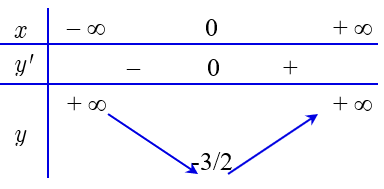 x − ∞ 0 + ∞
y' − 0 +
+ ∞ + ∞
y
-3/2